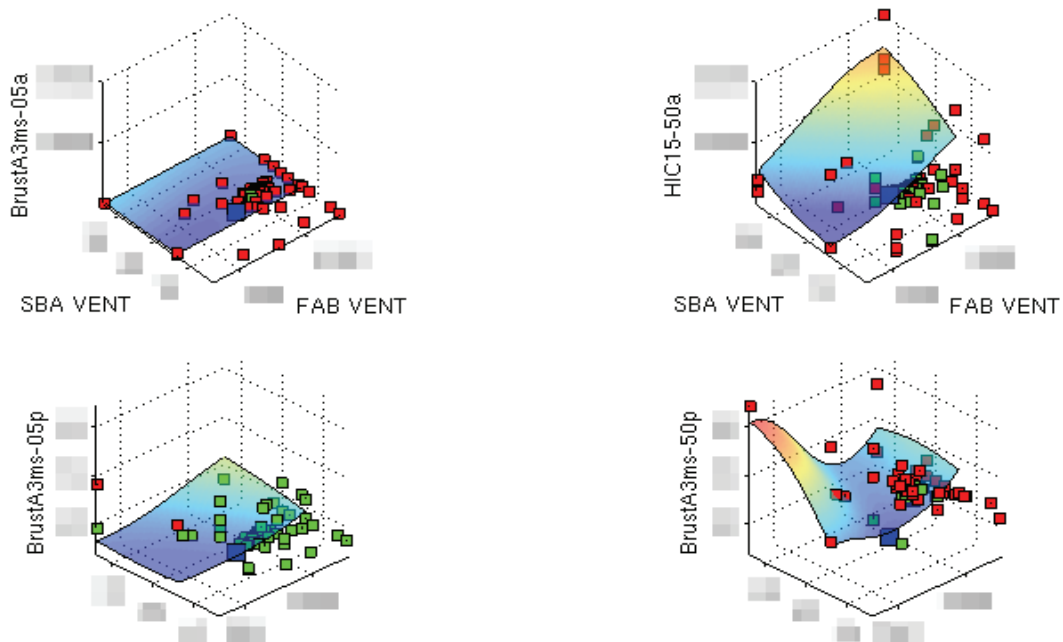 BrustA3ms-05a
SBA VENT
FAB VENT
HIC15-50a
SBA VENT
FAB VENT
BrustA3ms-05p
BrustA3ms-50p